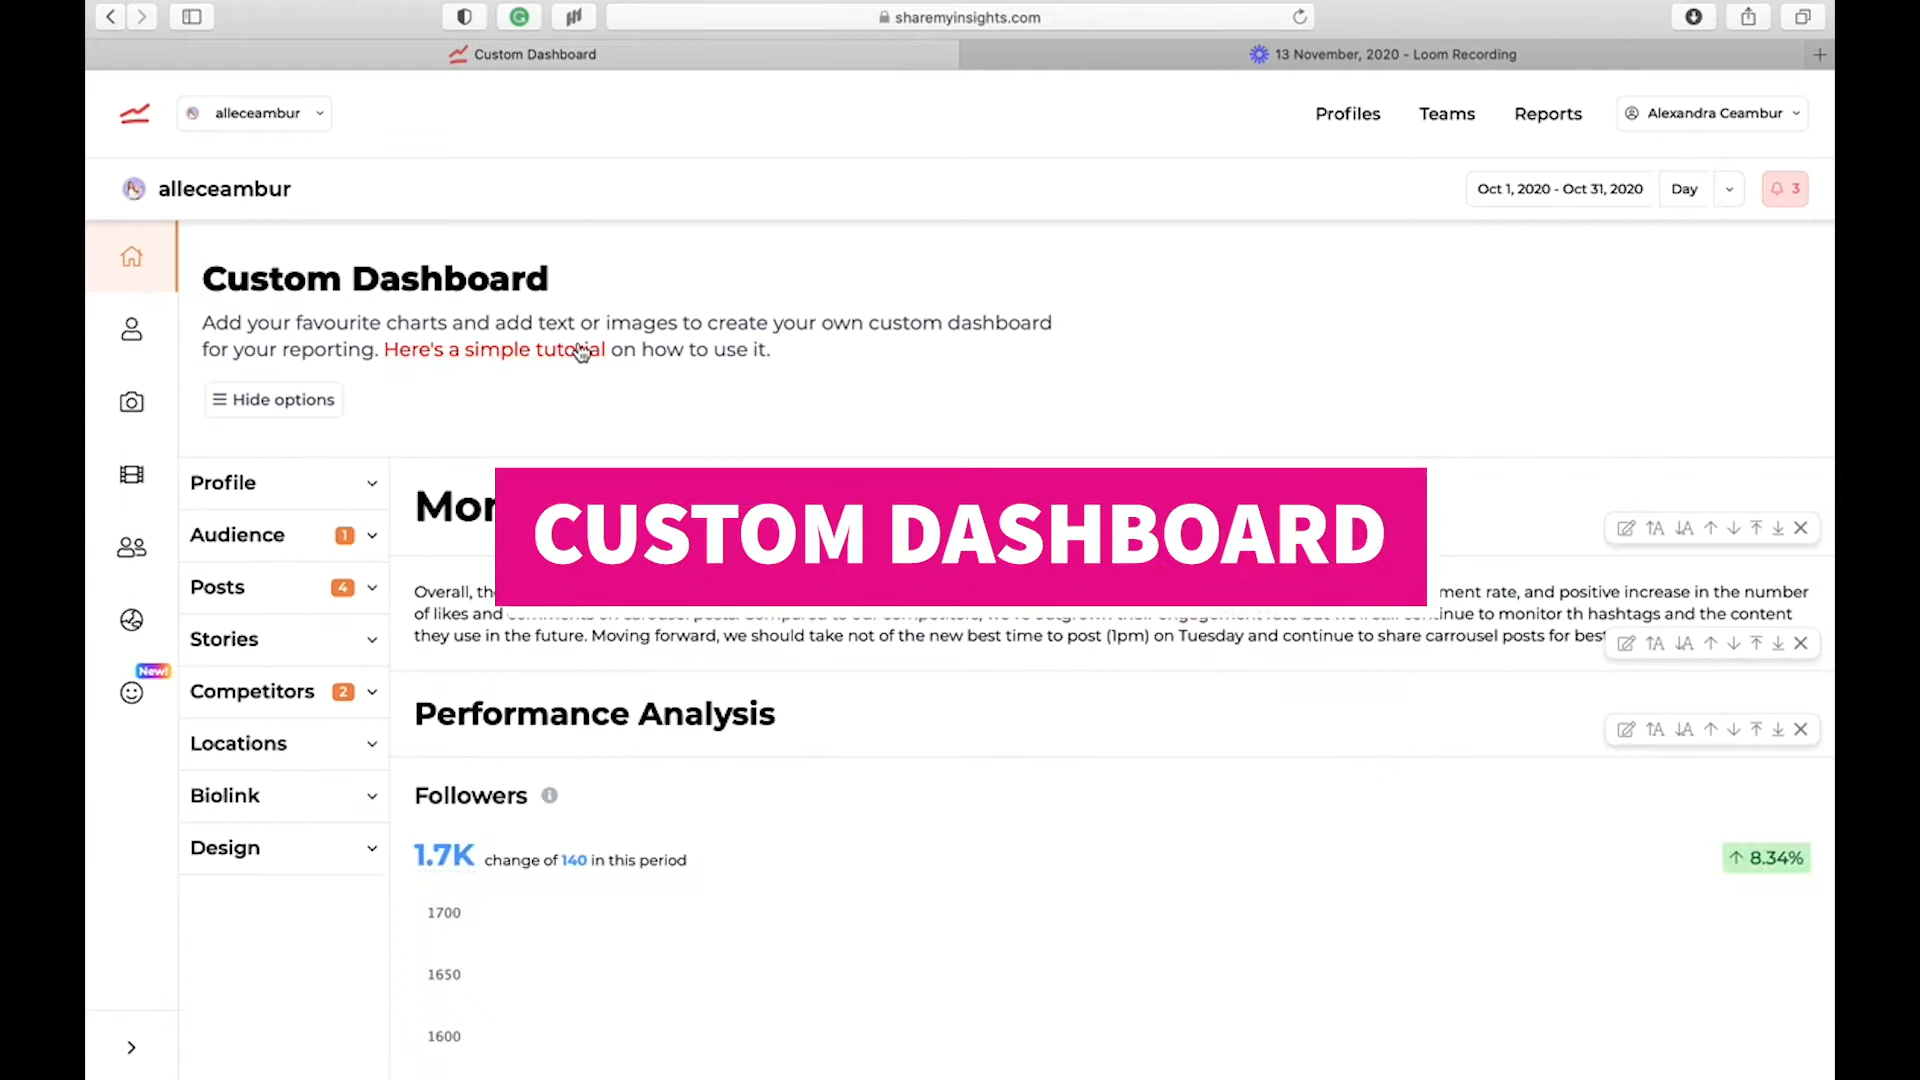 sharemyinsights.com
Custom Dashboard
13 November, 2020 - Loom Recording
alleceambur
Profiles
Teams
Reports
Alexandra Ceambur
alleceambur
Oct 1, 2020 - Oct 31, 2020
Day
3
Custom Dashboard
Add your favourite charts and add text or images to create your own custom dashboard
for your reporting. Here's a simple tutorial on how to use it.
Hide options
Profile
Audience 1
Posts 4
Stories
New!
Competitors 2
Locations
Biolink
Design
Mon
CUSTOM DASHBOARD
Overall, th
ment rate, and positive increase in the number
of likes and
inue to monitor th hashtags and the content
they use in the future. Moving forward, we should take not of the new best time to post (1pm) on Tuesday and continue to share carrousel posts for best
Performance Analysis
Followers
1.7K change of 140 in this period
8.34%
1700
1650
1600